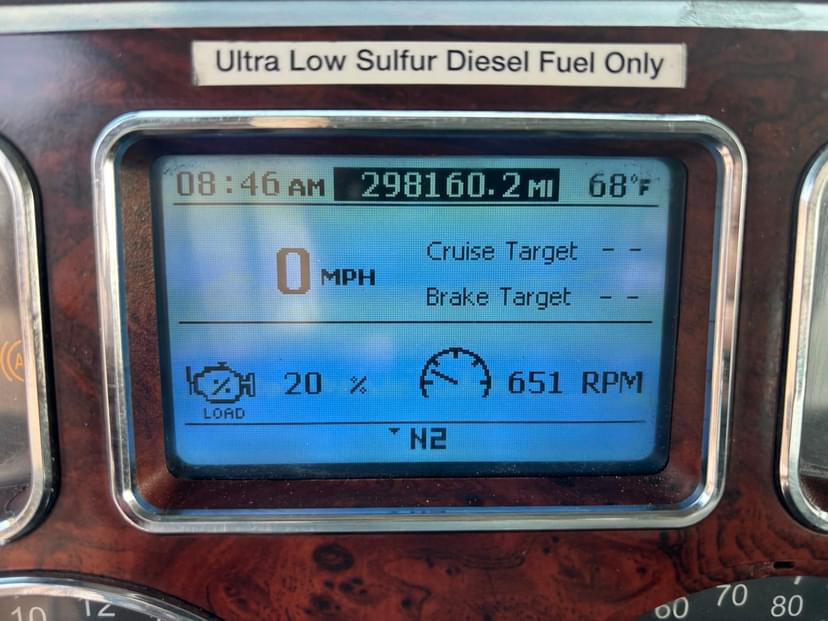 Ultra Low Sulfur Diesel Fuel Only
08:46 AM 298160.2 MI 68°F
0 MPH
Cruise Target - -
Brake Target - -
20 % 651 RPM
LOAD
N2
10 12
60 70 80